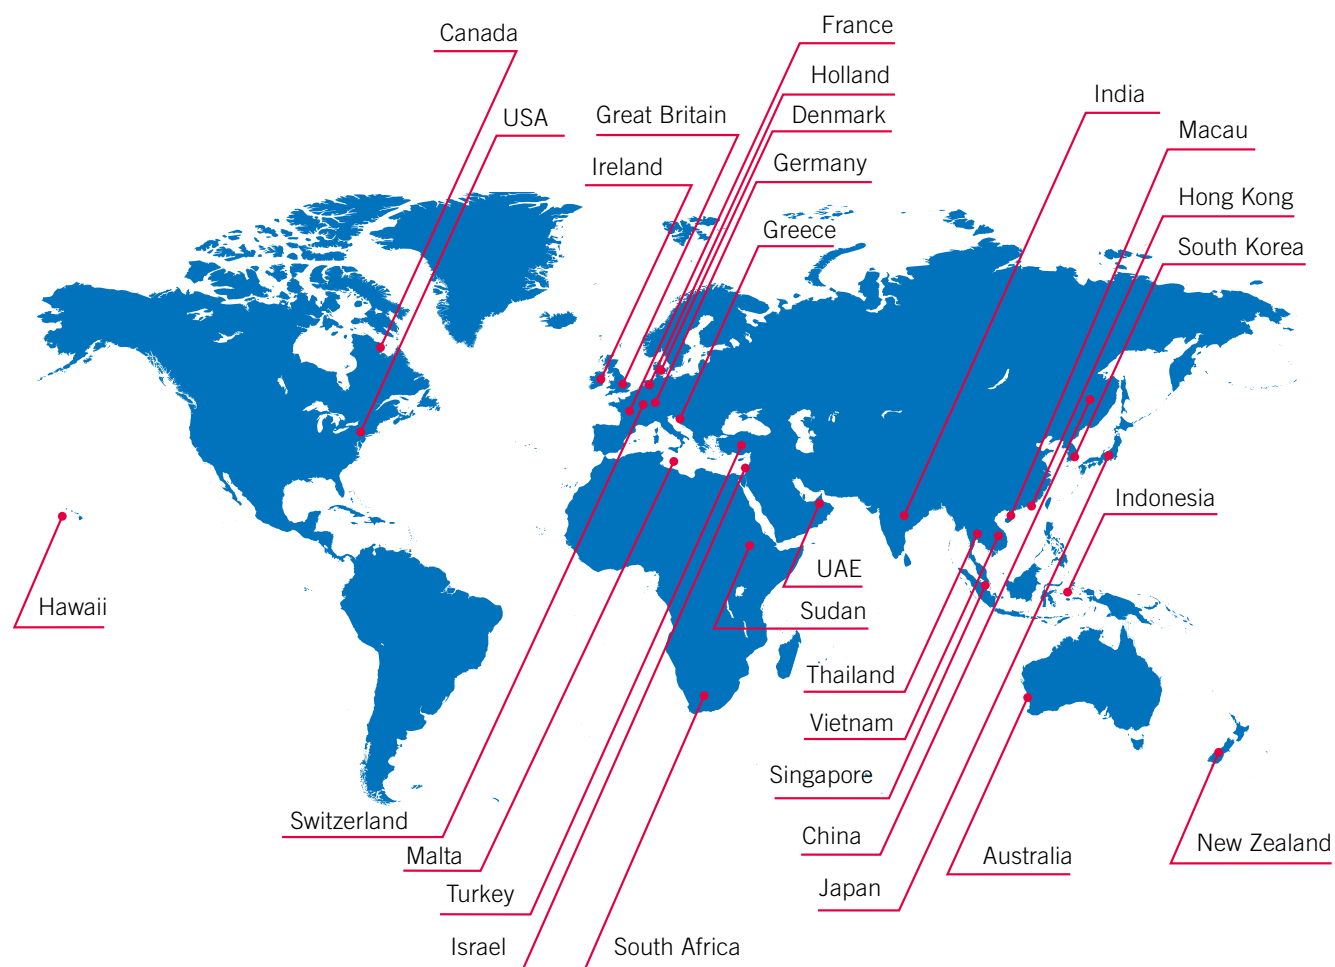 France
Canada
Holland
India
Great Britain
Denmark
USA
Macau
Ireland
Germany
Hong Kong
Greece
South Korea
Indonesia
UAE
Hawaii
Sudan
Thailand
Vietnam
Singapore
Switzerland
China
New Zealand
Malta
Australia
Japan
Turkey
Israel
South Africa